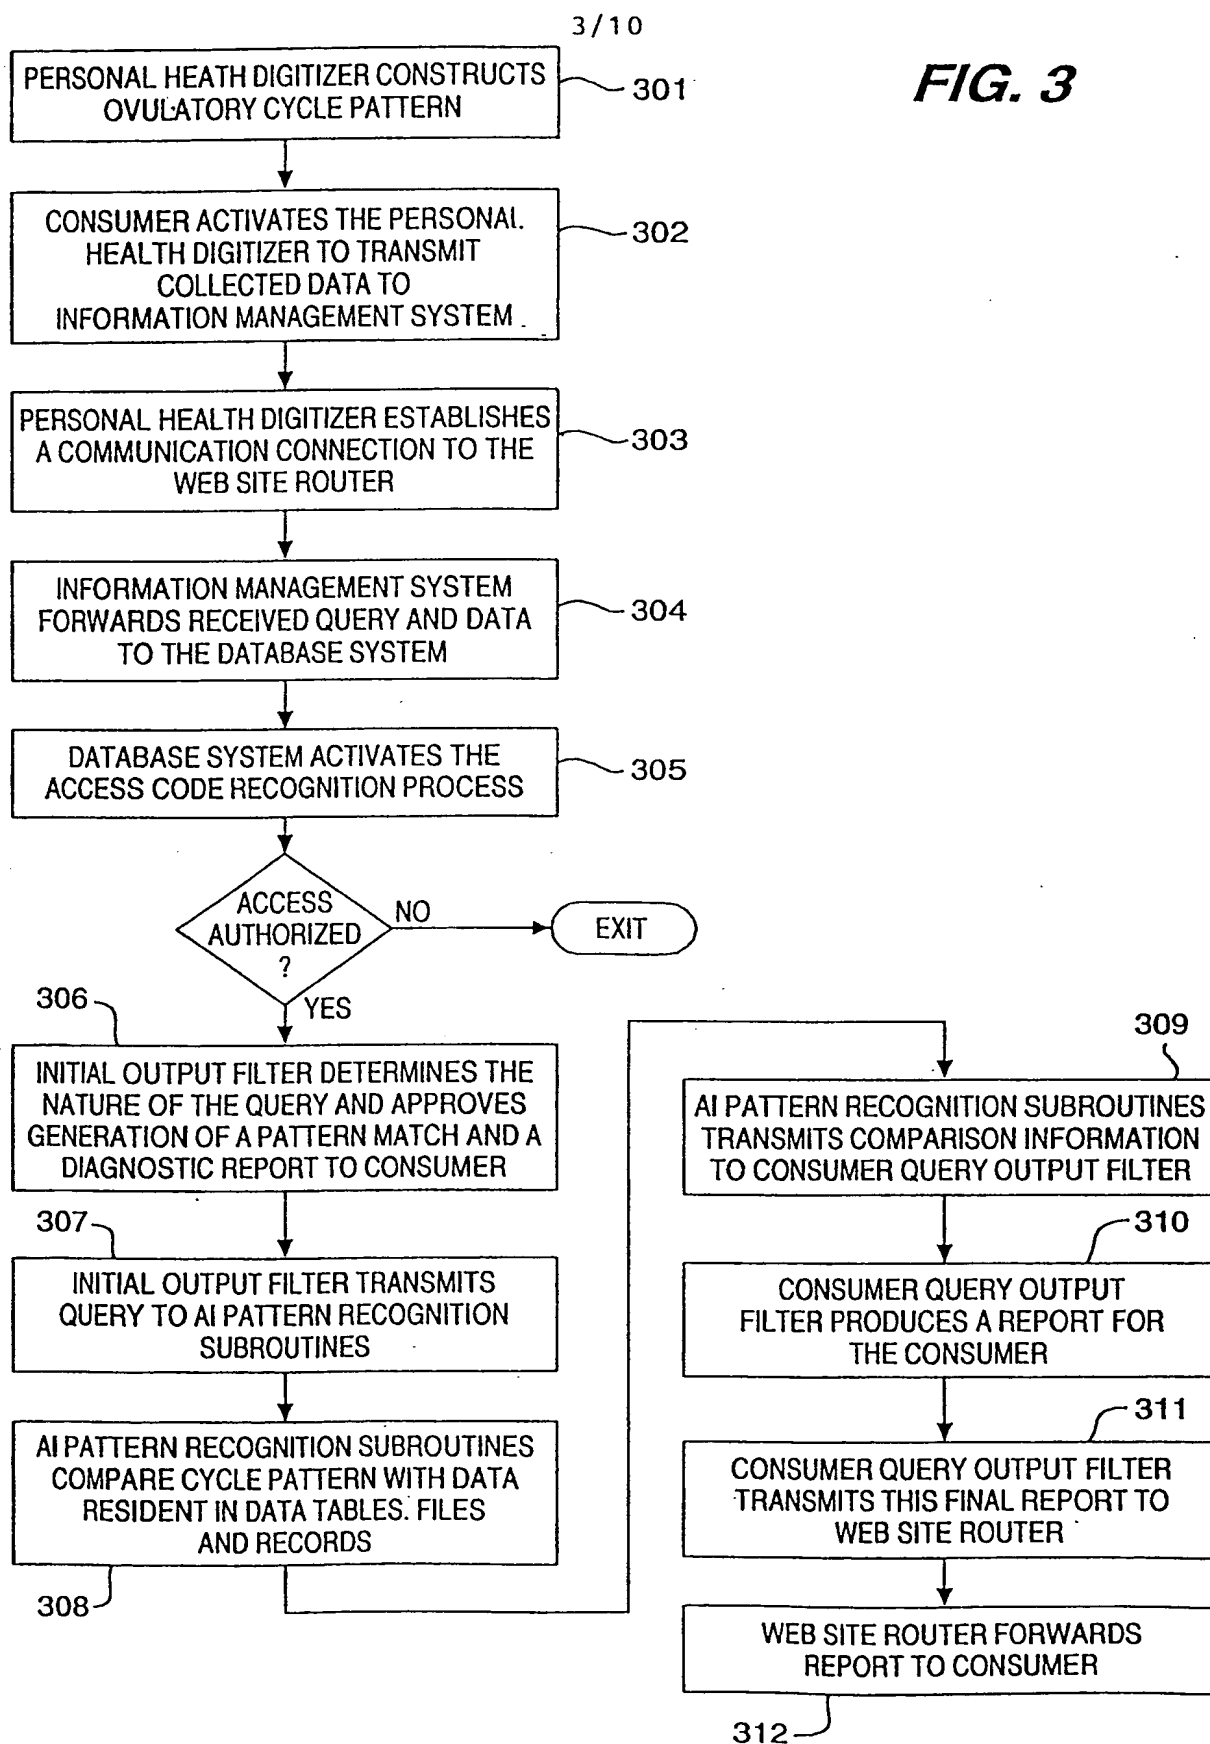 3/10
FIG. 3
PERSONAL HEATH DIGITIZER CONSTRUCTS
OVULATORY CYCLE PATTERN
301
CONSUMER ACTIVATES THE PERSONAL
HEALTH DIGITIZER TO TRANSMIT
COLLECTED DATA TO
INFORMATION MANAGEMENT SYSTEM
302
PERSONAL HEALTH DIGITIZER ESTABLISHES
A COMMUNICATION CONNECTION TO THE
WEB SITE ROUTER
303
INFORMATION MANAGEMENT SYSTEM
FORWARDS RECEIVED QUERY AND DATA
TO THE DATABASE SYSTEM
304
DATABASE SYSTEM ACTIVATES THE
ACCESS CODE RECOGNITION PROCESS
305
ACCESS
AUTHORIZED
?
NO
EXIT
YES
306
INITIAL OUTPUT FILTER DETERMINES THE
NATURE OF THE QUERY AND APPROVES
GENERATION OF A PATTERN MATCH AND A
DIAGNOSTIC REPORT TO CONSUMER
307
INITIAL OUTPUT FILTER TRANSMITS
QUERY TO AI PATTERN RECOGNITION
SUBROUTINES
AI PATTERN RECOGNITION SUBROUTINES
COMPARE CYCLE PATTERN WITH DATA
RESIDENT IN DATA TABLES. FILES
AND RECORDS
308
309
AI PATTERN RECOGNITION SUBROUTINES
TRANSMITS COMPARISON INFORMATION
TO CONSUMER QUERY OUTPUT FILTER
310
CONSUMER QUERY OUTPUT
FILTER PRODUCES A REPORT FOR
THE CONSUMER
311
CONSUMER QUERY OUTPUT FILTER
TRANSMITS THIS FINAL REPORT TO
WEB SITE ROUTER
WEB SITE ROUTER FORWARDS
REPORT TO CONSUMER
312